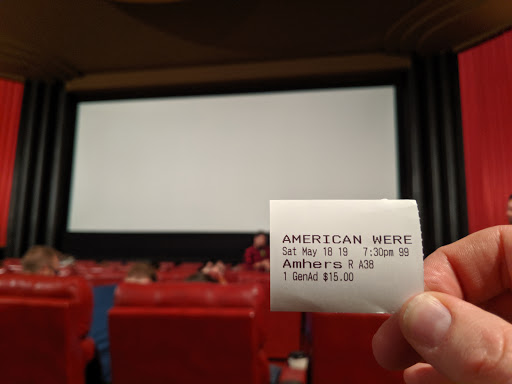 AMERICAN WERE
Sat May 18 19 7:30pm 99
Amhers R A38
1 GenAd $15.00